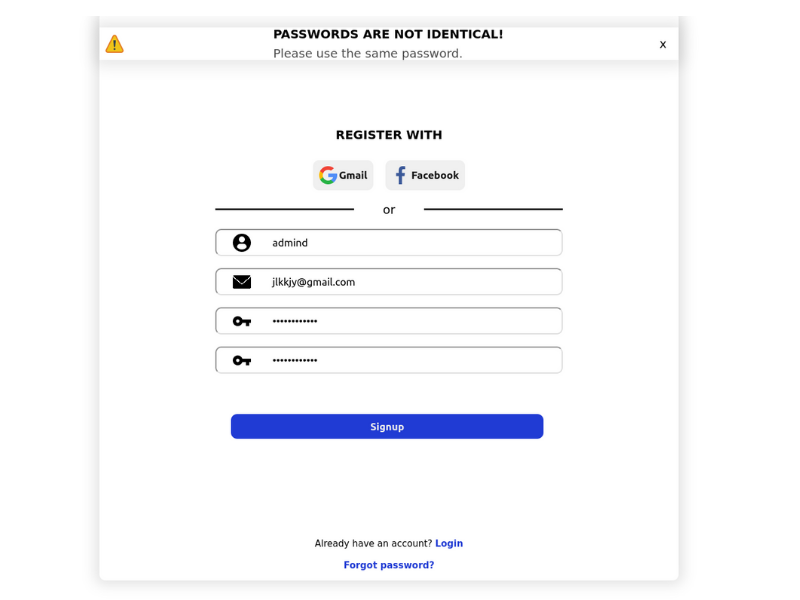 PASSWORDS ARE NOT IDENTICAL!
Please use the same password.
x
REGISTER WITH
Gmail
Facebook
or
admind
jlkkjy@gmail.com
••••••••••••
••••••••••••
Signup
Already have an account? Login
Forgot password?